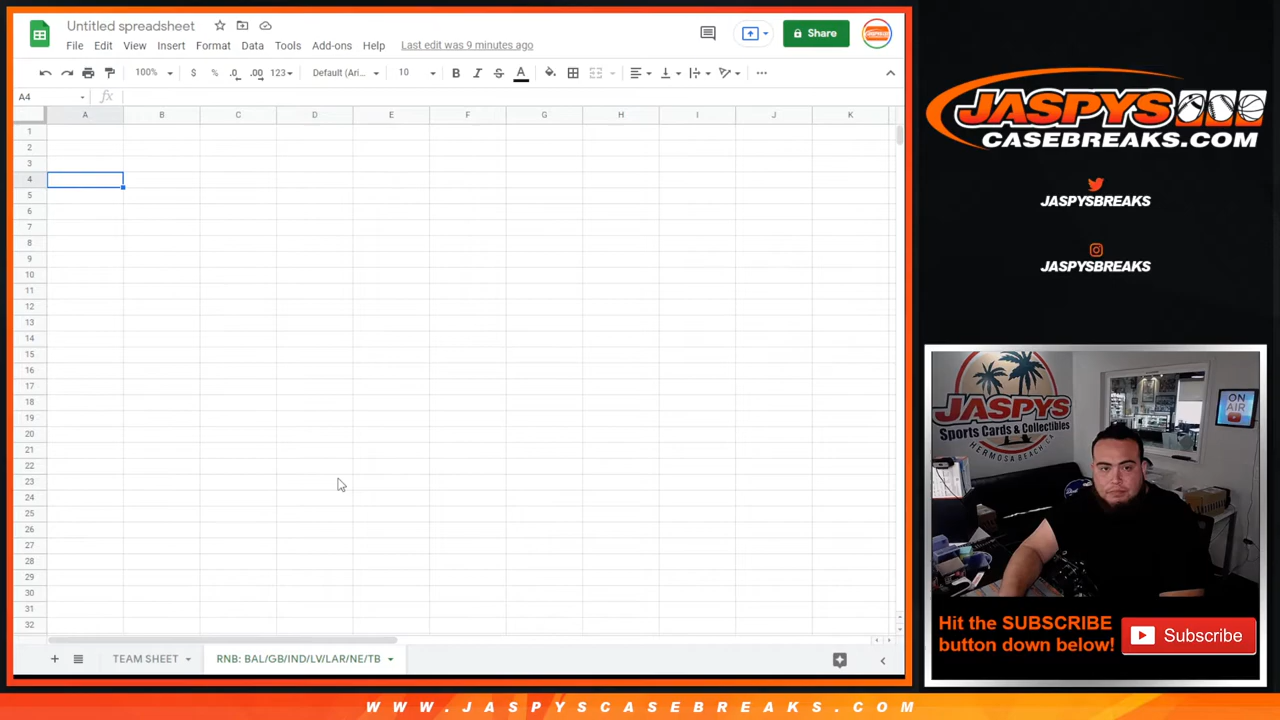 Untitled spreadsheet
File Edit View Insert Format Data Tools Add-ons Help Last edit was 9 minutes ago
Share
100% $ % .0 .00 123 Default (Ari... 10 B I S A
A4 fx
A B C D E F G H I J K
1
2
3
4
5
6
7
8
9
10
11
12
13
14
15
16
17
18
19
20
21
22
23
24
25
26
27
28
29
30
31
32
TEAM SHEET RNB: BAL/GB/IND/LV/LAR/NE/TB
JASPYS
CASEBREAKS.COM
JASPYSBREAKS
JASPYSBREAKS
JASPYS
Sports Cards & Collectibles
HERMOSA BEACH, CA
ON AIR
Hit the SUBSCRIBE
button down below!
Subscribe
WWW.JASPYSCASEBREAKS.COM